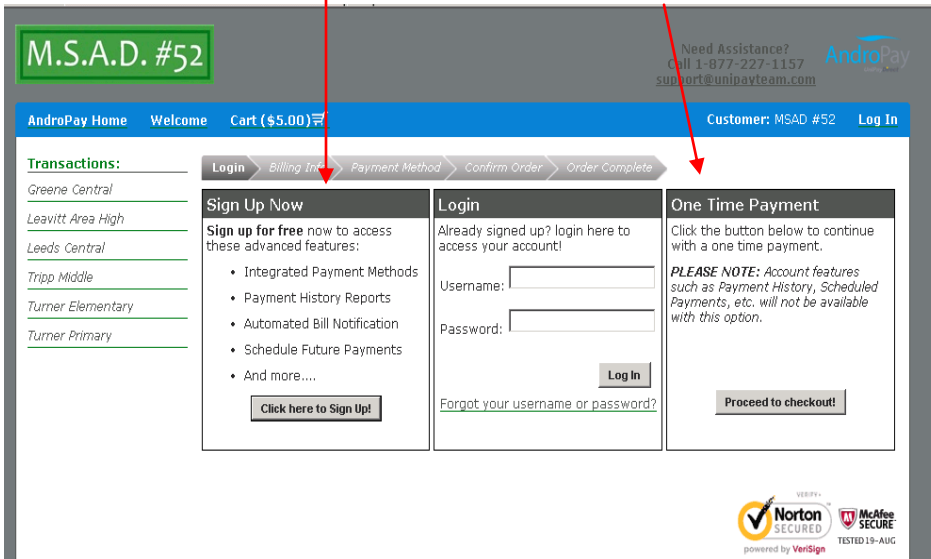 M.S.A.D. #52
Need Assistance?
Call 1-877-227-1157
support@unipayteam.com
AndroPay
AndroPay Home Welcome Cart ($5.00) Customer: MSAD #52 Log In
Transactions:
Greene Central
Leavitt Area High
Leeds Central
Tripp Middle
Turner Elementary
Turner Primary
Login Billing Info Payment Method Confirm Order Order Complete
Sign Up Now
Sign up for free now to access
these advanced features:
• Integrated Payment Methods
• Payment History Reports
• Automated Bill Notification
• Schedule Future Payments
• And more....
Click here to Sign Up!
Login
Already signed up? login here to
access your account!
Username:
Password:
Log In
Forgot your username or password?
One Time Payment
Click the button below to continue
with a one time payment.
PLEASE NOTE: Account features
such as Payment History, Scheduled
Payments, etc. will not be available
with this option.
Proceed to checkout!
VERIFY
Norton
SECURED
powered by VeriSign
McAfee
SECURE
TESTED 19-AUG